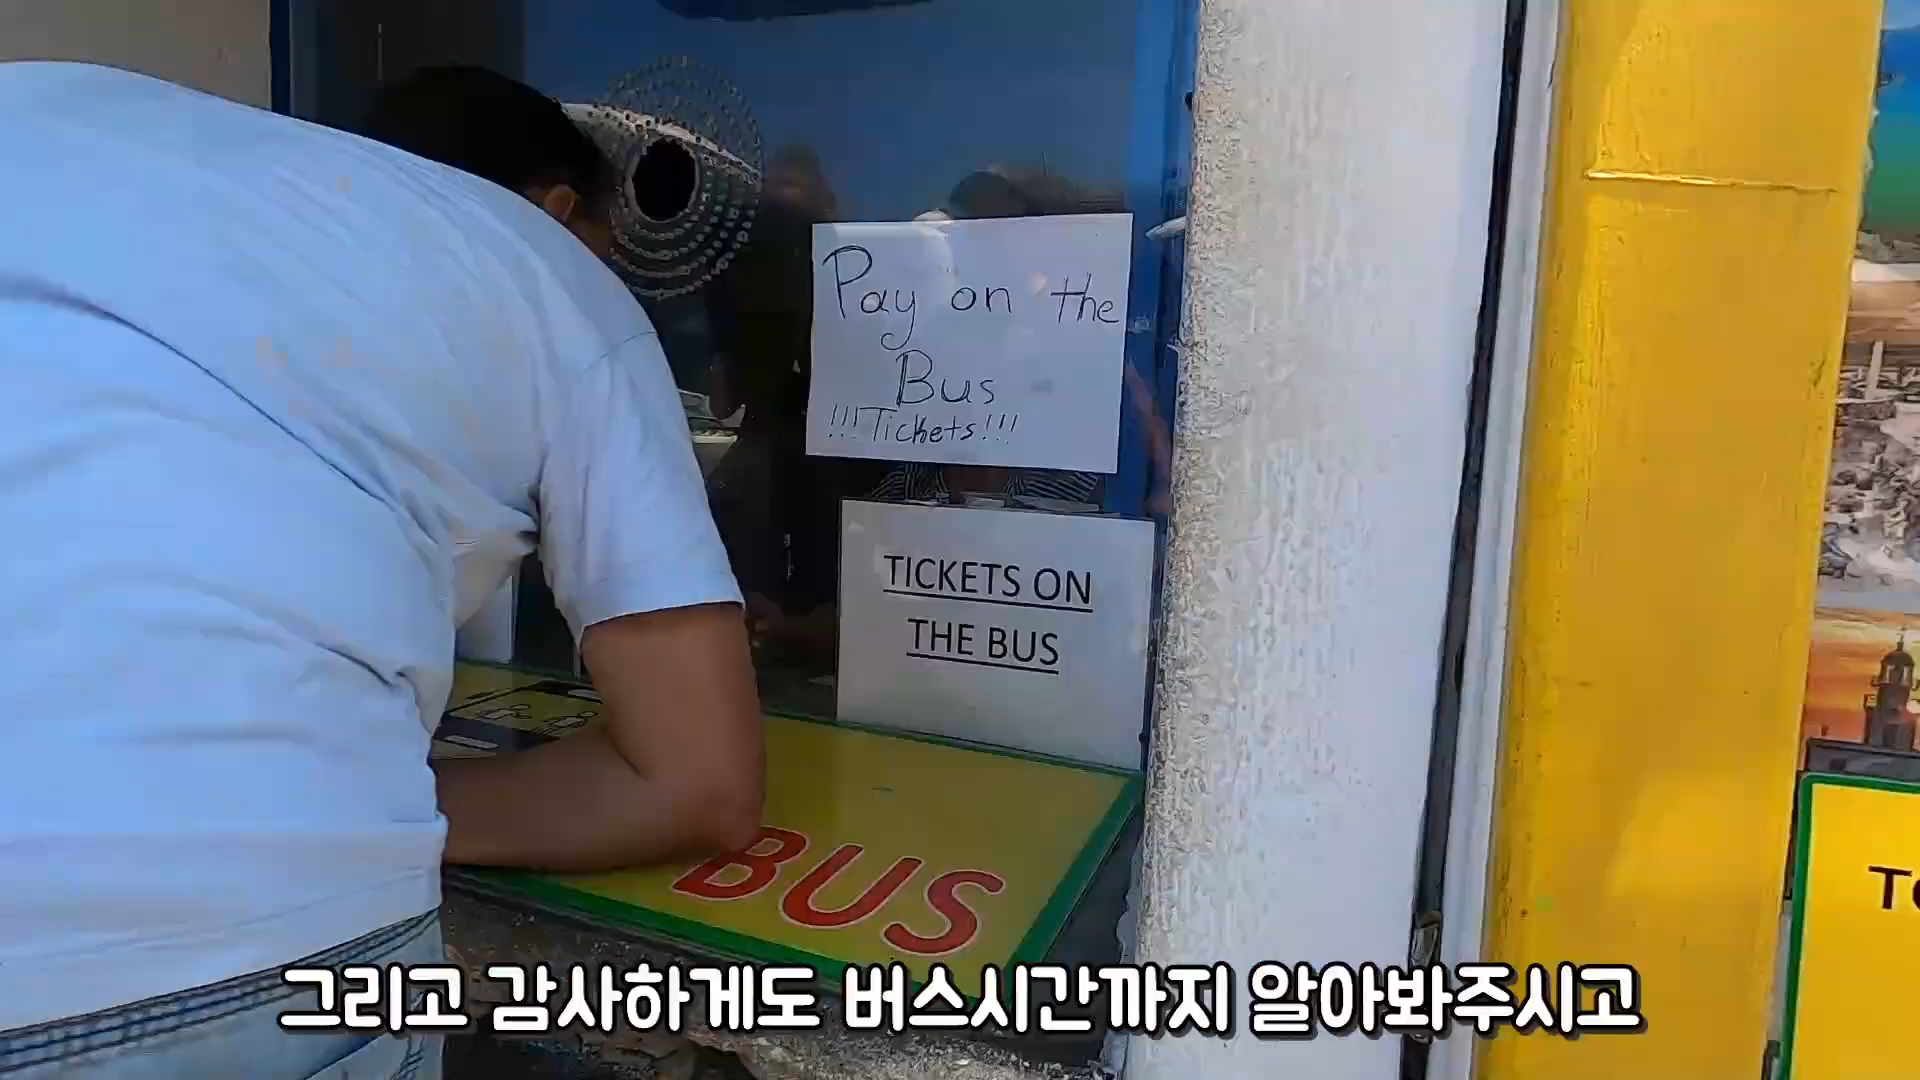 Pay on the
Bus
!!!Tickets!!!
TICKETS ON
THE BUS
BUS
그리고 감사하게도 버스시간까지 알아봐주시고